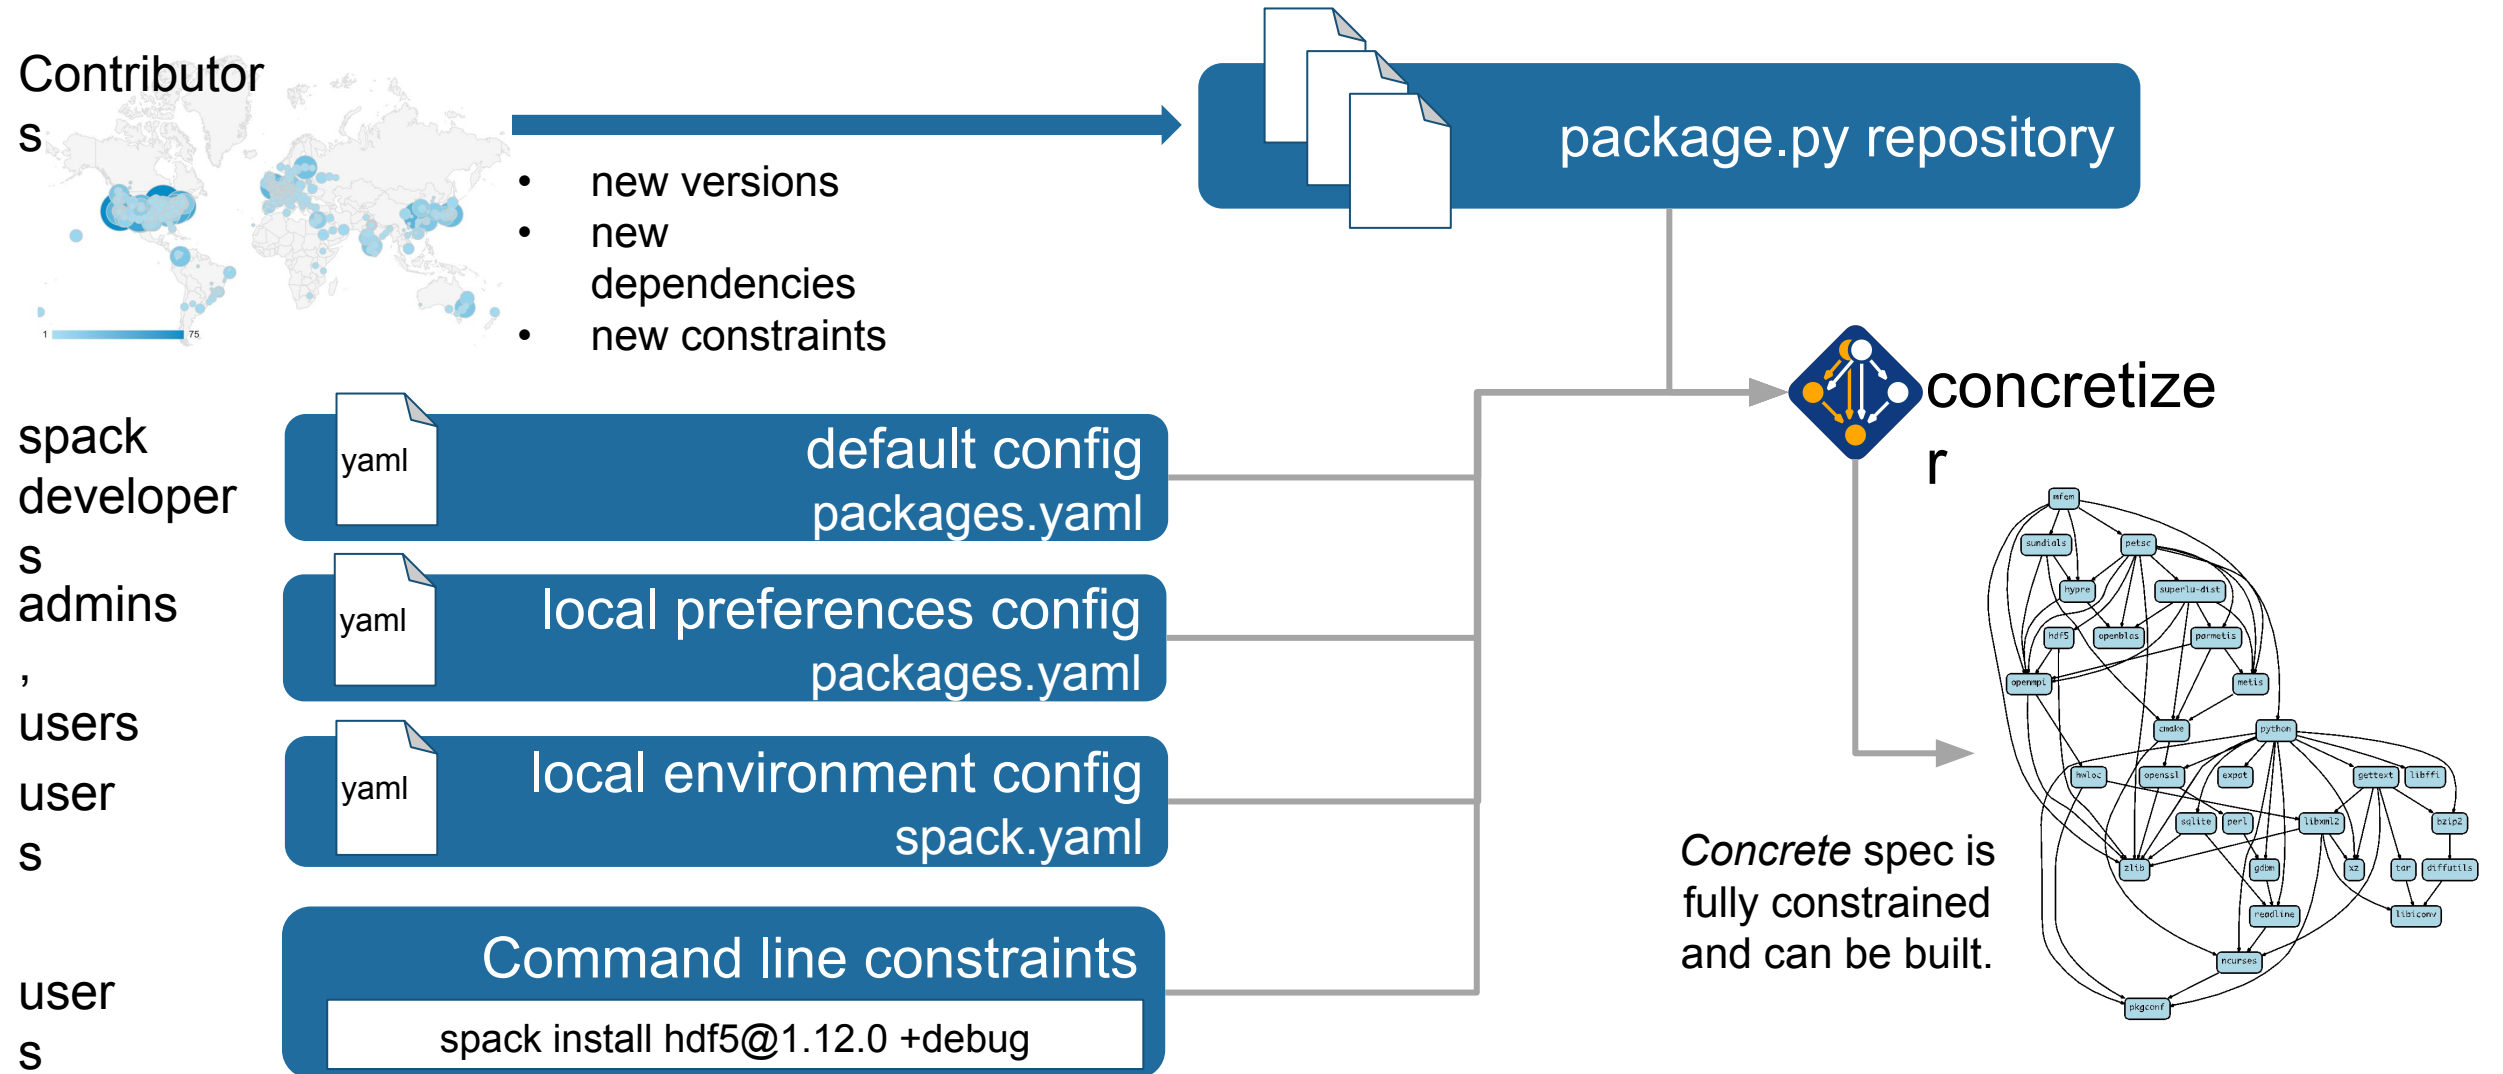 Contributor
s
1
75
• new versions
• new
dependencies
• new constraints
package.py repository
spack
developer
s
yaml
default config
packages.yaml
admins
,
users
yaml
local preferences config
packages.yaml
user
s
yaml
local environment config
spack.yaml
user
s
Command line constraints
spack install hdf5@1.12.0 +debug
concretize
r
Concrete spec is
fully constrained
and can be built.
mfem
sundials
petsc
hypre
superlu-dist
hdf5
openblas
parmetis
openmpi
metis
cmake
python
hwloc
openssl
expat
gettext
libffi
sqlite
perl
libxml2
bzip2
zlib
gdbm
xz
tar
diffutils
readline
libiconv
ncurses
pkgconf